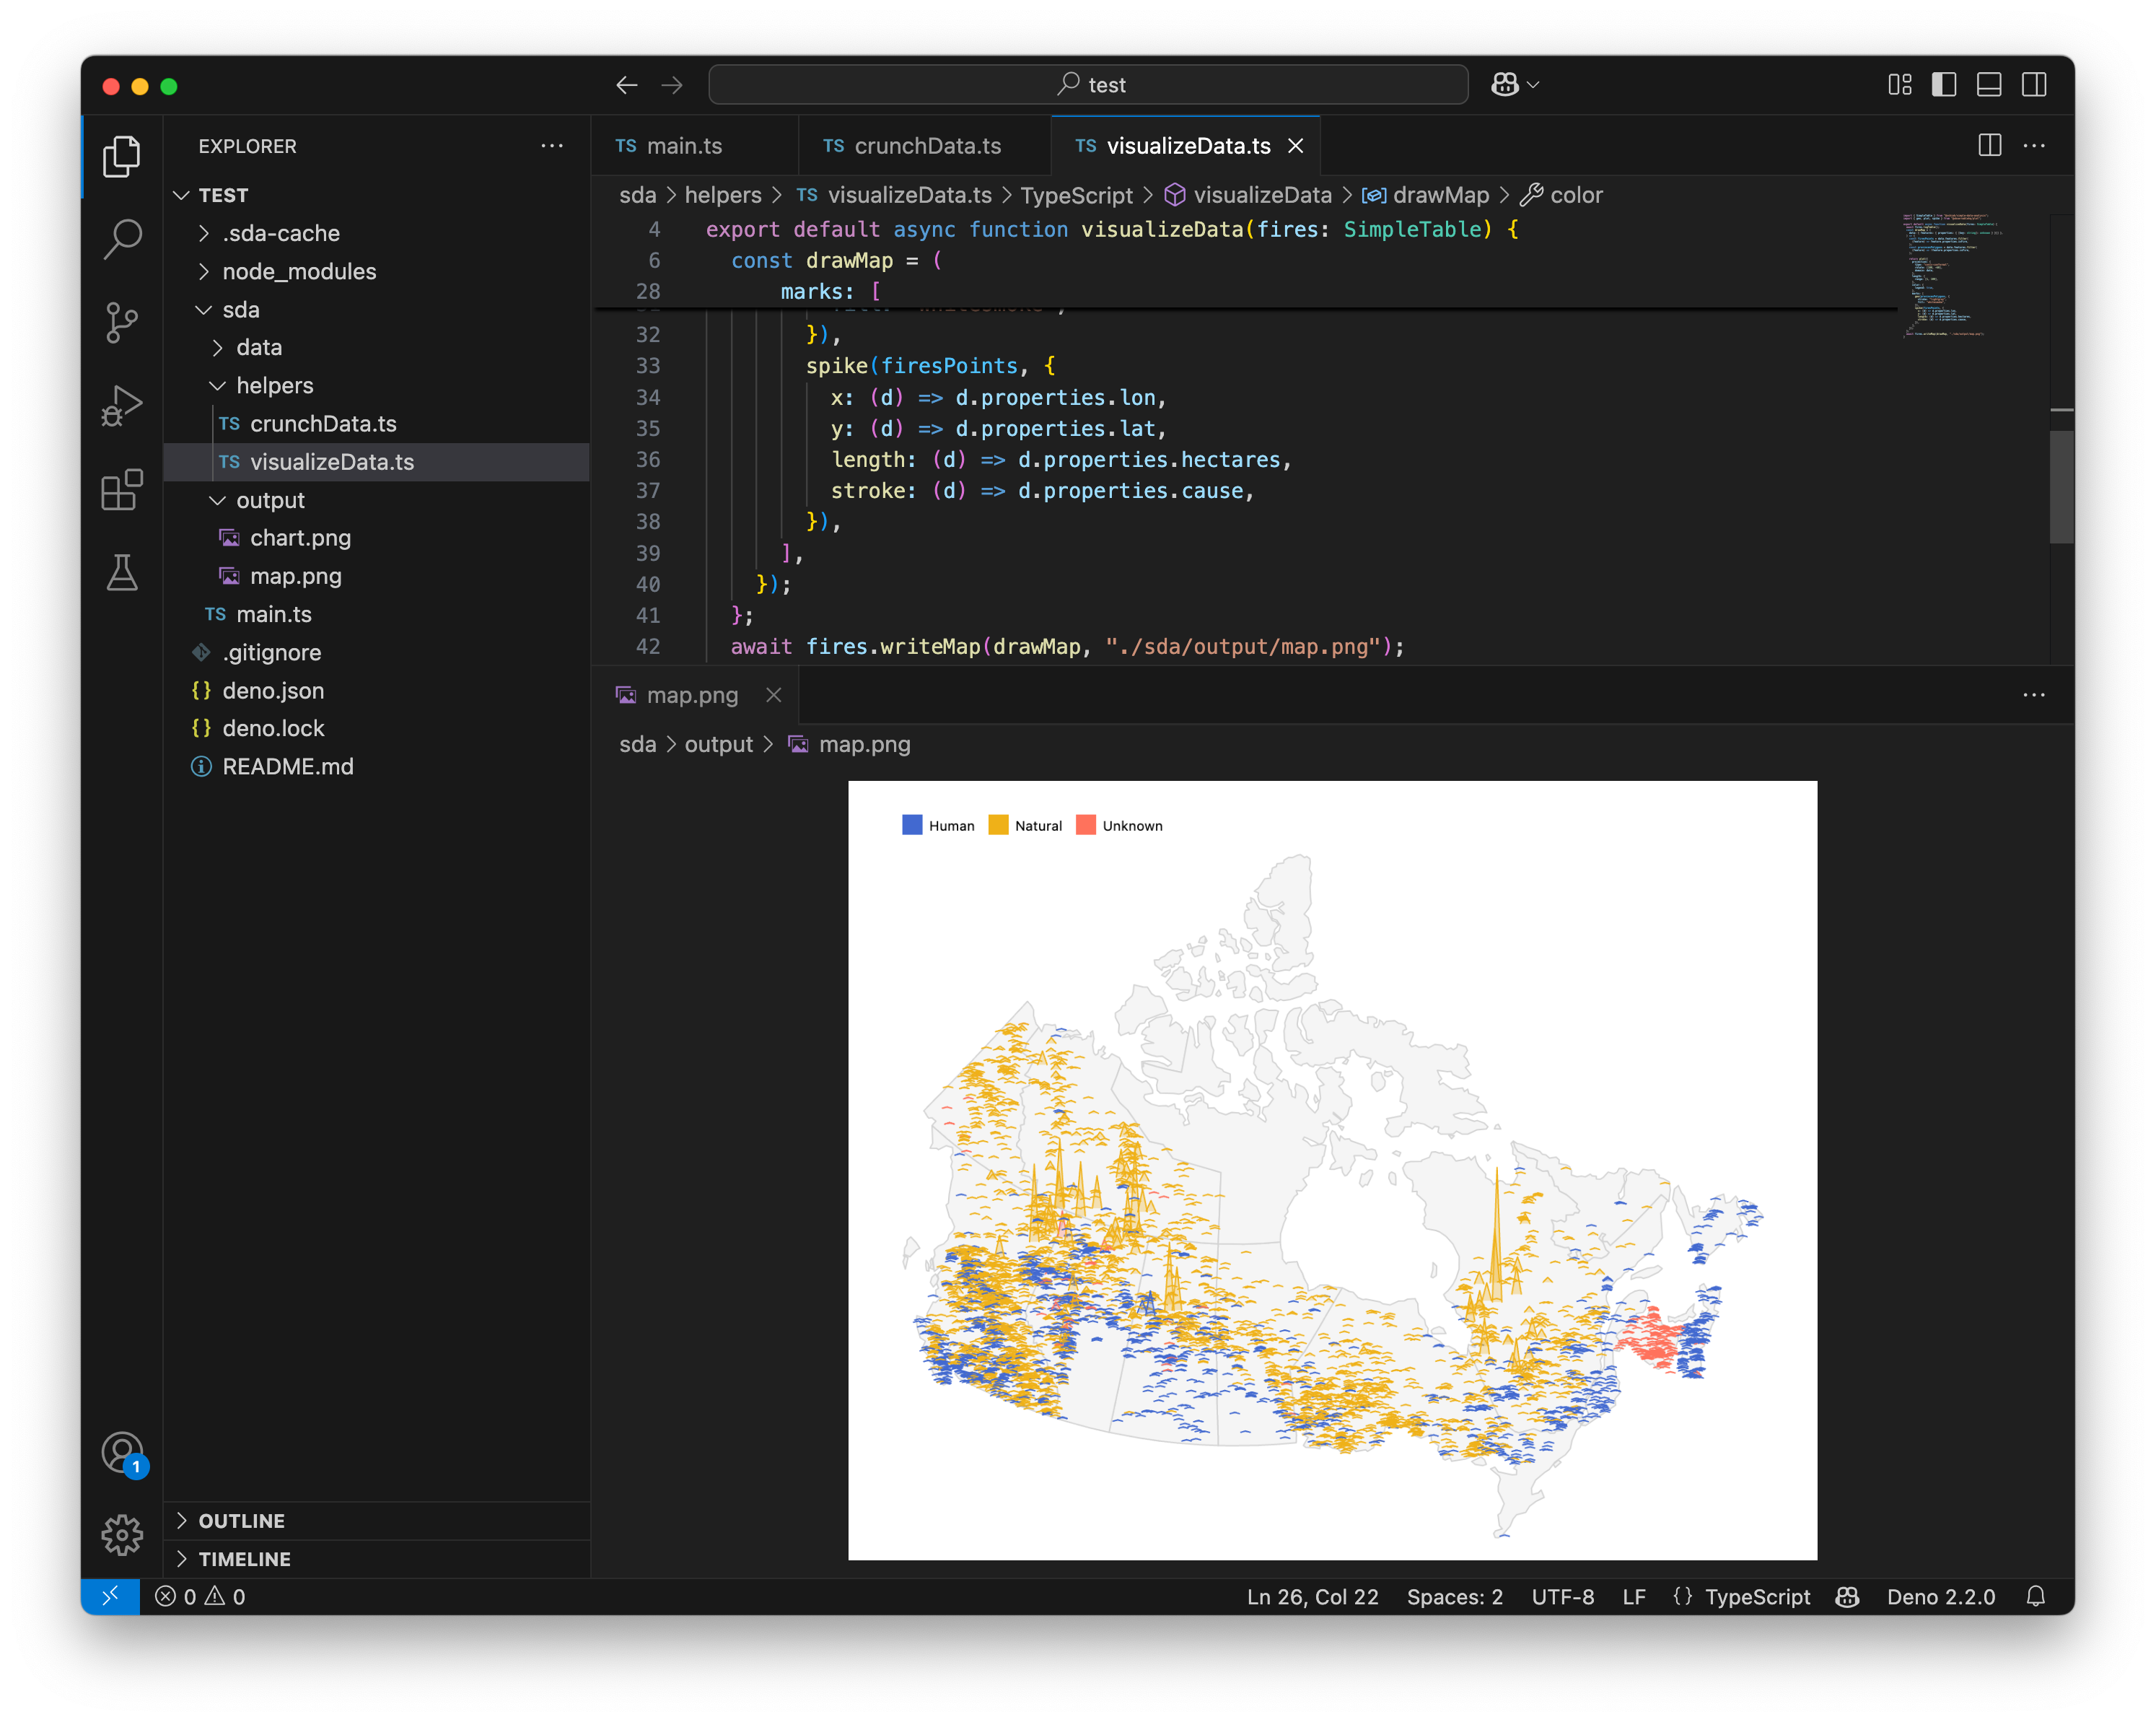 test
EXPLORER
TEST
.sda-cache
node_modules
sda
data
helpers
TS crunchData.ts
TS visualizeData.ts
output
chart.png
map.png
TS main.ts
.gitignore
{} deno.json
{} deno.lock
README.md
OUTLINE
TIMELINE
1
TS main.ts
TS crunchData.ts
TS visualizeData.ts
sda > helpers > TS visualizeData.ts > TypeScript > visualizeData > drawMap > color
4 export default async function visualizeData(fires: SimpleTable) {
6 const drawMap = (
28 marks: [
32 }),
33 spike(firesPoints, {
34 x: (d) => d.properties.lon,
35 y: (d) => d.properties.lat,
36 length: (d) => d.properties.hectares,
37 stroke: (d) => d.properties.cause,
38 }),
39 ],
40 });
41 };
42 await fires.writeMap(drawMap, "./sda/output/map.png");
map.png
sda > output > map.png
Human Natural Unknown
0 0
Ln 26, Col 22 Spaces: 2 UTF-8 LF {} TypeScript Deno 2.2.0